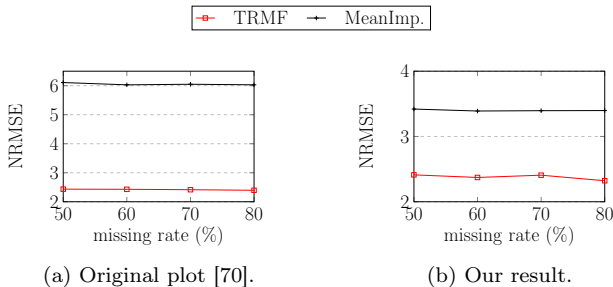 TRMF MeanImp.
NRMSE
6
5
4
3
2
50 60 70 80
missing rate (%)
(a) Original plot [70].
NRMSE
4
3
2
50 60 70 80
missing rate (%)
(b) Our result.